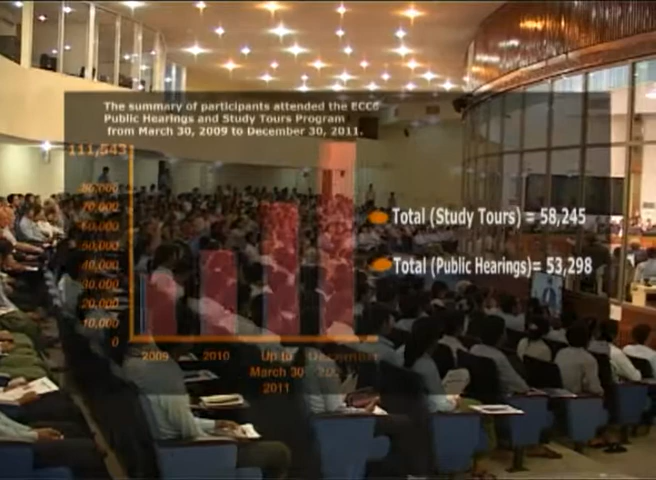 The summary of participants attended the ECCC
Public Hearings and Study Tours Program
from March 30, 2009 to December 30, 2011.
111,543
80,000
70,000
60,000
50,000
40,000
30,000
20,000
10,000
0
2009
2010
Up to
March 30
2011
December
Total (Study Tours) = 58,245
Total (Public Hearings)= 53,298